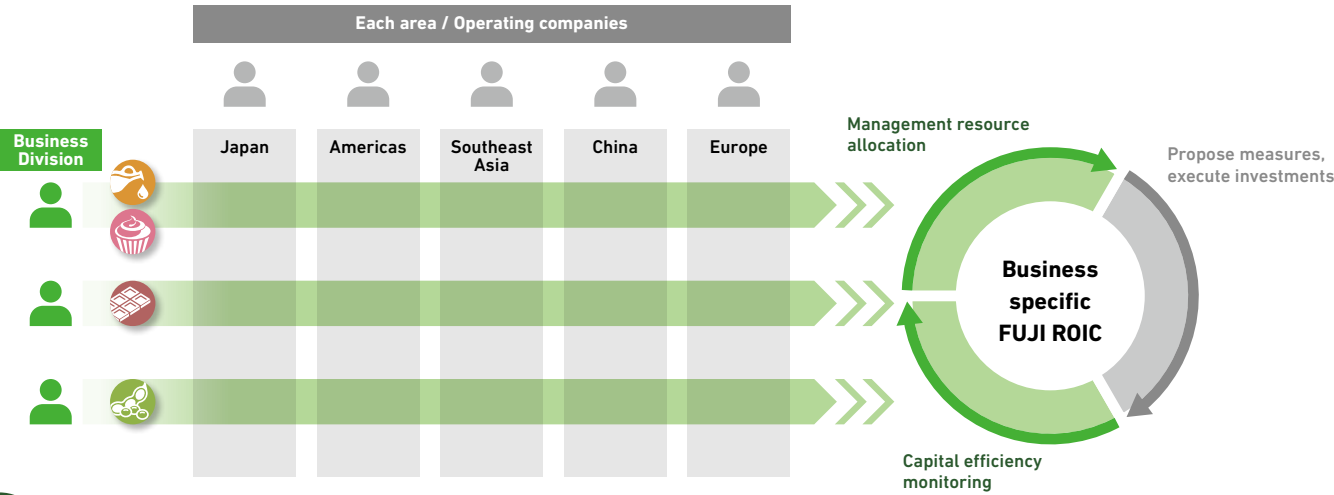 Each area / Operating companies
Business
Division
Japan
Americas
Southeast
Asia
China
Europe
Management resource
allocation
Propose measures,
execute investments
Business
specific
FUJI ROIC
Capital efficiency
monitoring